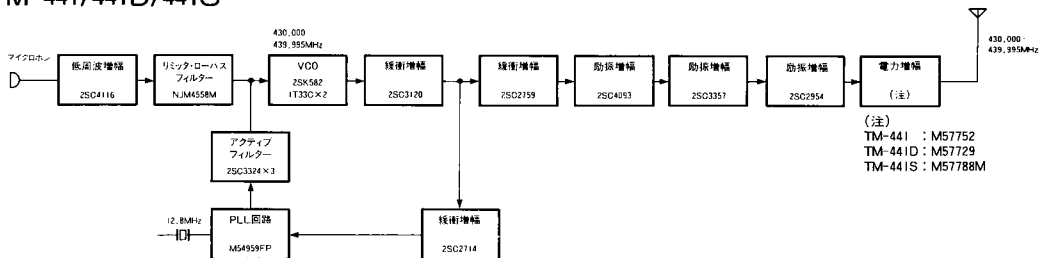 M-441/441D/441S
マイクロホン
低周波増幅
2SC4116
リミッタ・ローパス
フィルター
NJM4558M
430.000
439.995MHz
VCO
2SK582
1T33C×2
緩衝増幅
2SC3120
緩衝増幅
2SC2759
励振増幅
2SC4093
励振増幅
2SC3357
励振増幅
2SC2954
電力増幅
(注)
430.000-
439.995MHz
(注)
TM-441 : M57752
TM-441D : M57729
TM-441S : M57788M
アクティブ
フィルター
2SC3324×3
12.8MHz
PLL回路
M54959FP
緩衝増幅
2SC2714